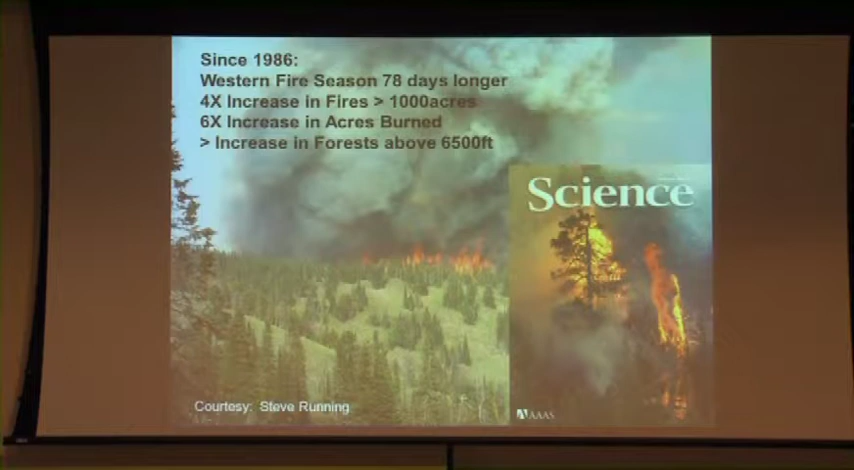 Since 1986:
Western Fire Season 78 days longer
4X Increase in Fires > 1000acres
6X Increase in Acres Burned
> Increase in Forests above 6500ft
Science
Courtesy: Steve Running
AAAS